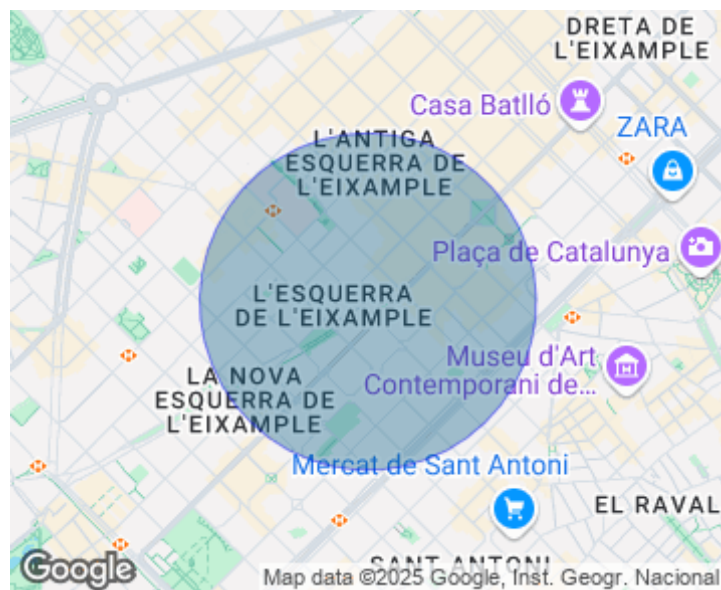 DRETA DE
L'EIXAMPLE
Casa Batlló
ZARA
L'ANTIGA
ESQUERRA DE
L'EIXAMPLE
Plaça de Catalunya
L'ESQUERRA
DE L'EIXAMPLE
Museu d'Art
Contemporani de...
LA NOVA
ESQUERRA DE
L'EIXAMPLE
Mercat de Sant Antoni
EL RAVAL
SANT ANTONI
Google
Map data ©2025 Google, Inst. Geogr. Nacional